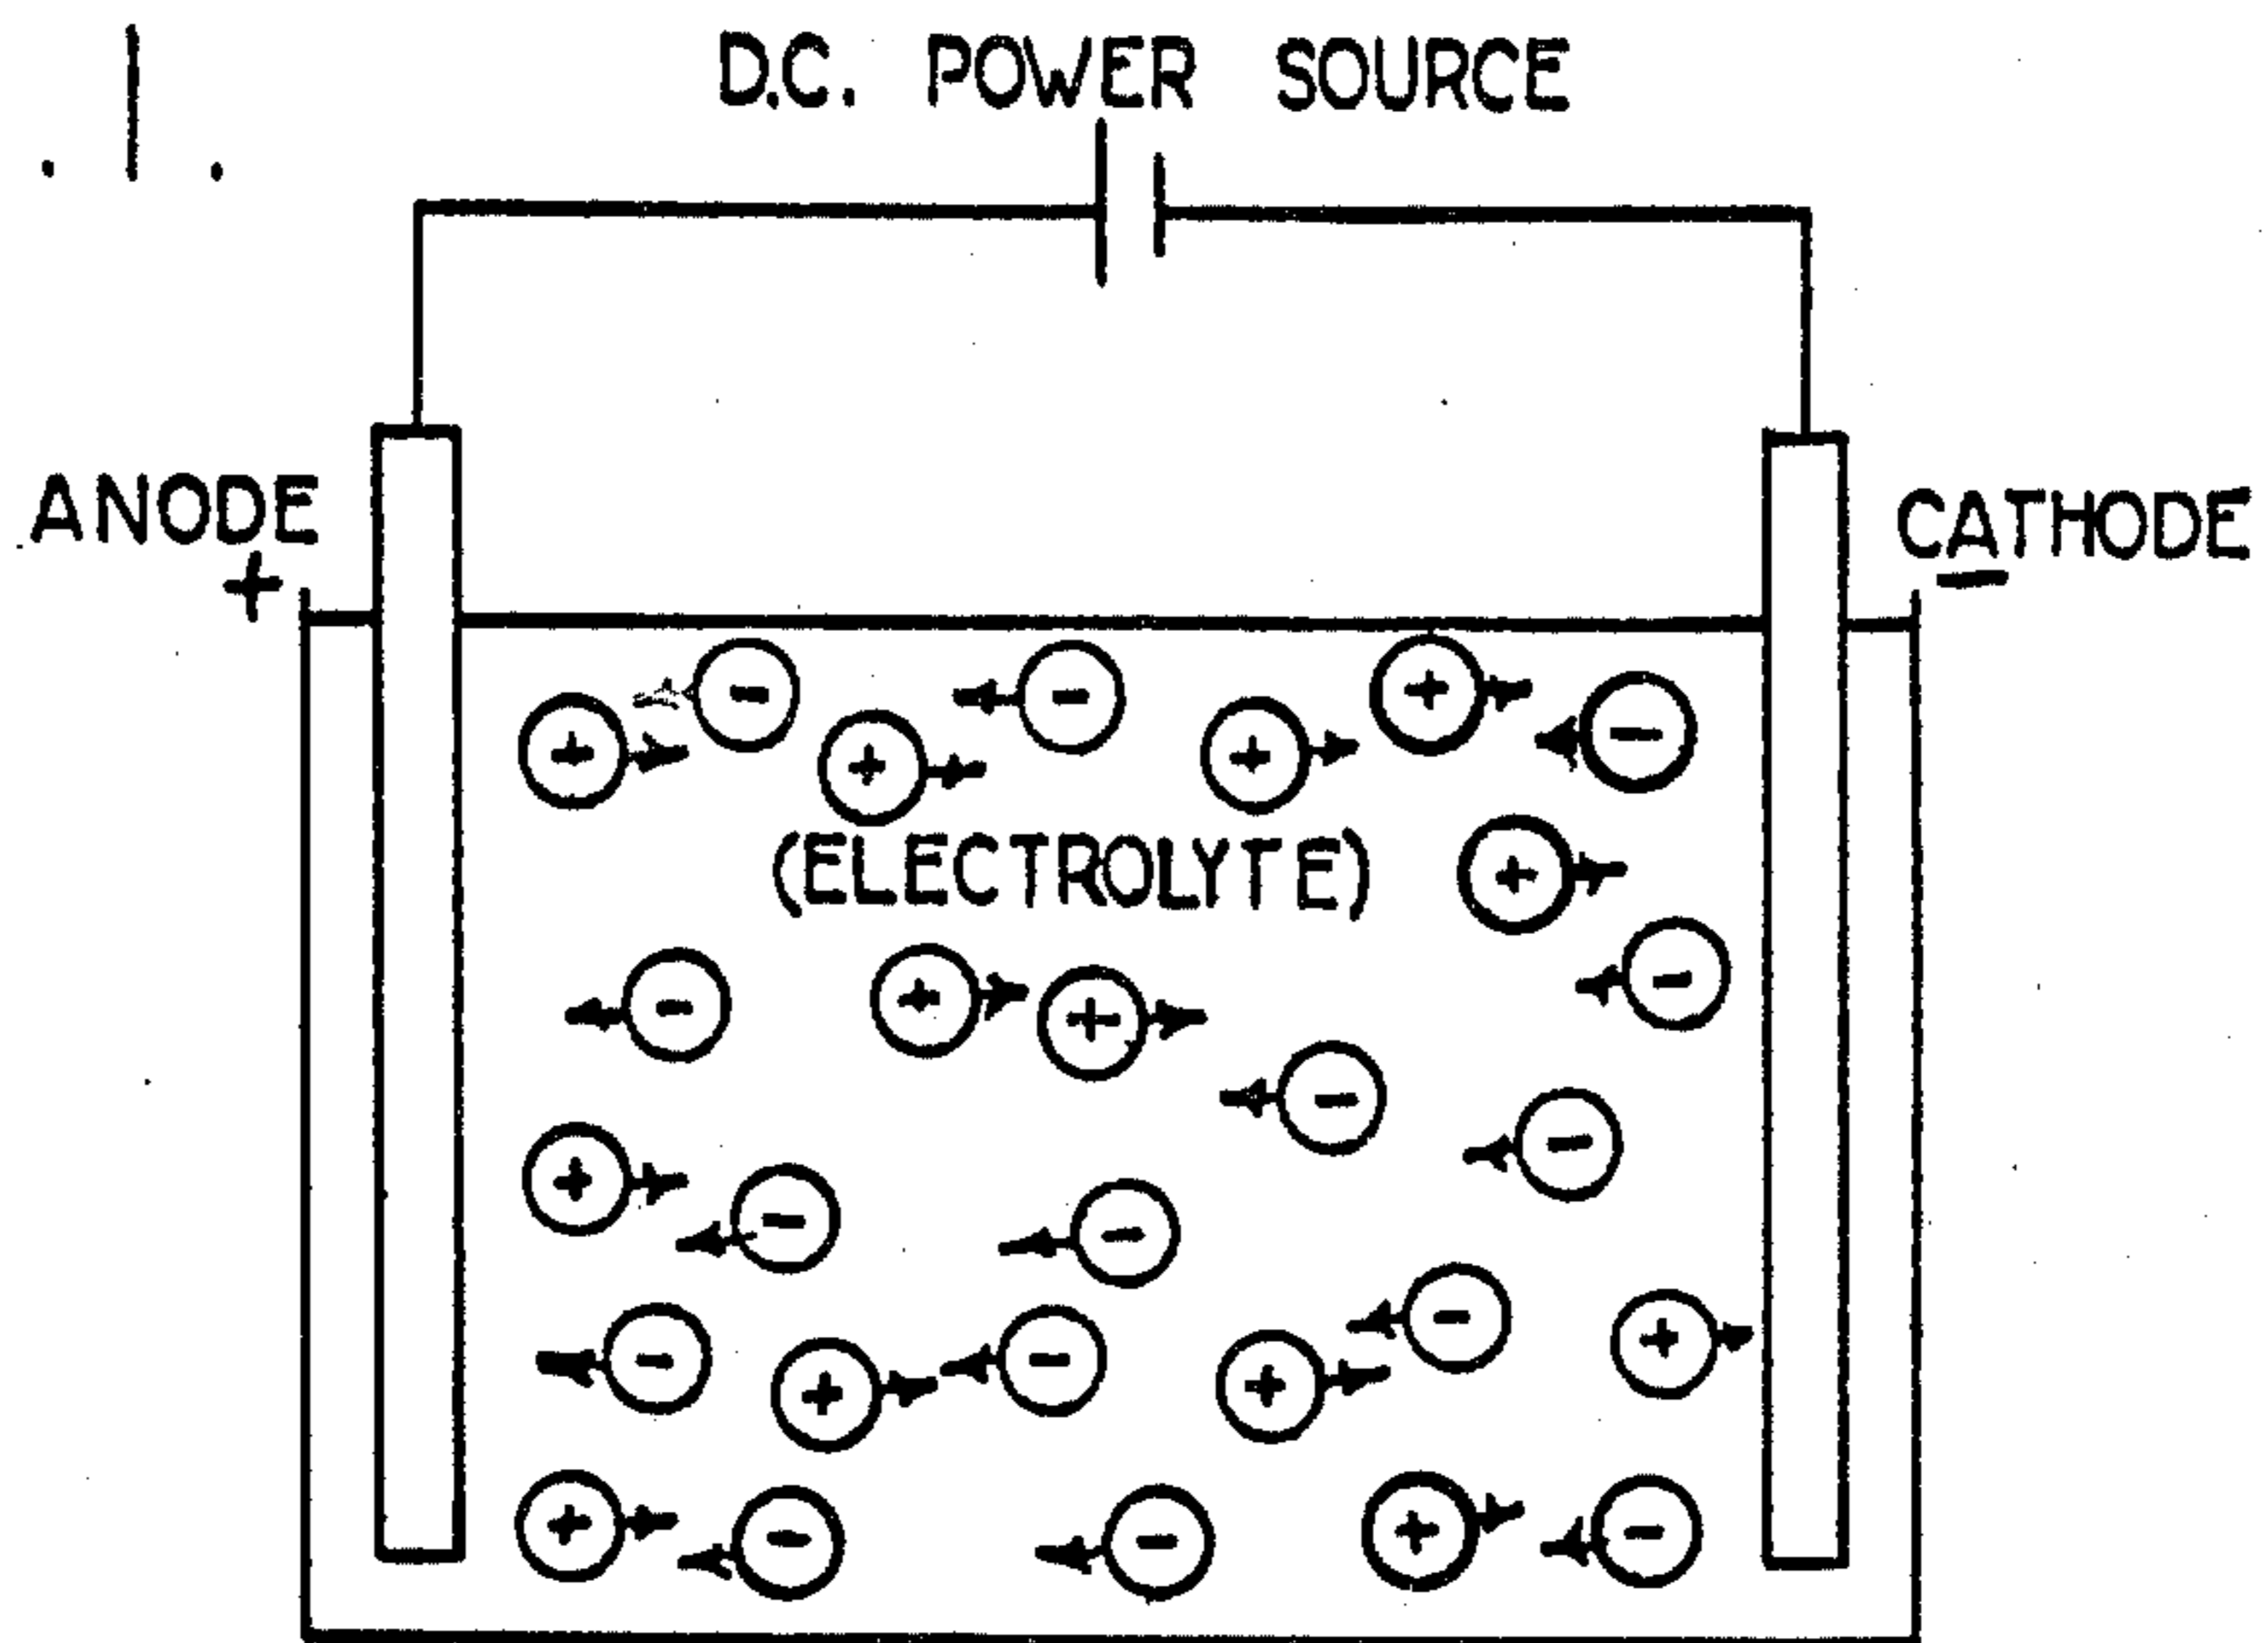 D.C. POWER SOURCE
ANODE
+
CATHODE
−
(ELECTROLYTE)